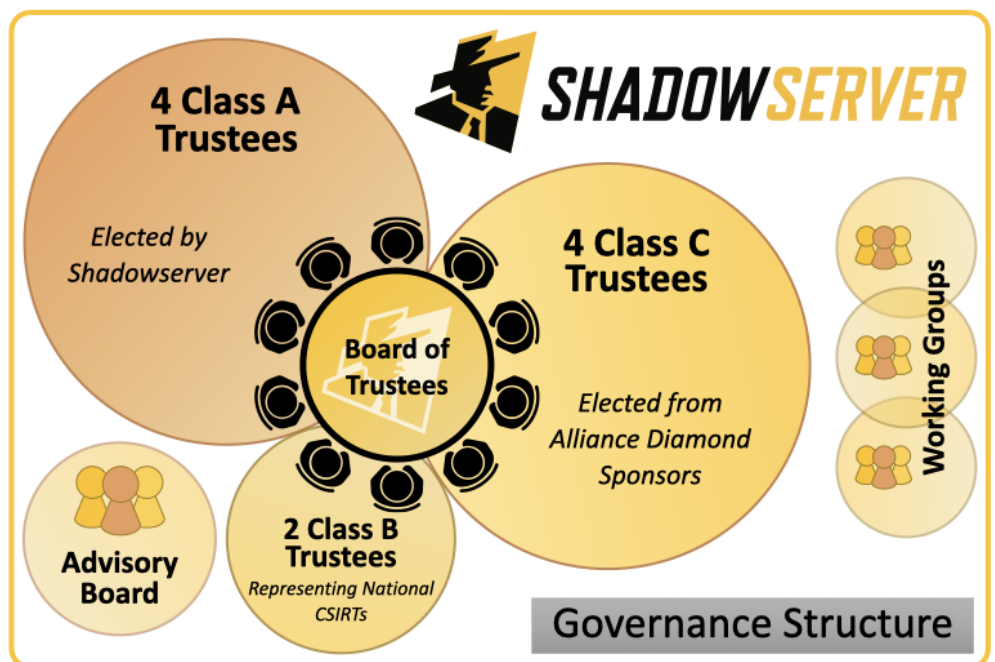 SHADOWSERVER
4 Class A
Trustees
Elected by
Shadowserver
4 Class C
Trustees
Elected from
Alliance Diamond
Sponsors
Board of
Trustees
2 Class B
Trustees
Representing National
CSIRTs
Advisory
Board
Working Groups
Governance Structure